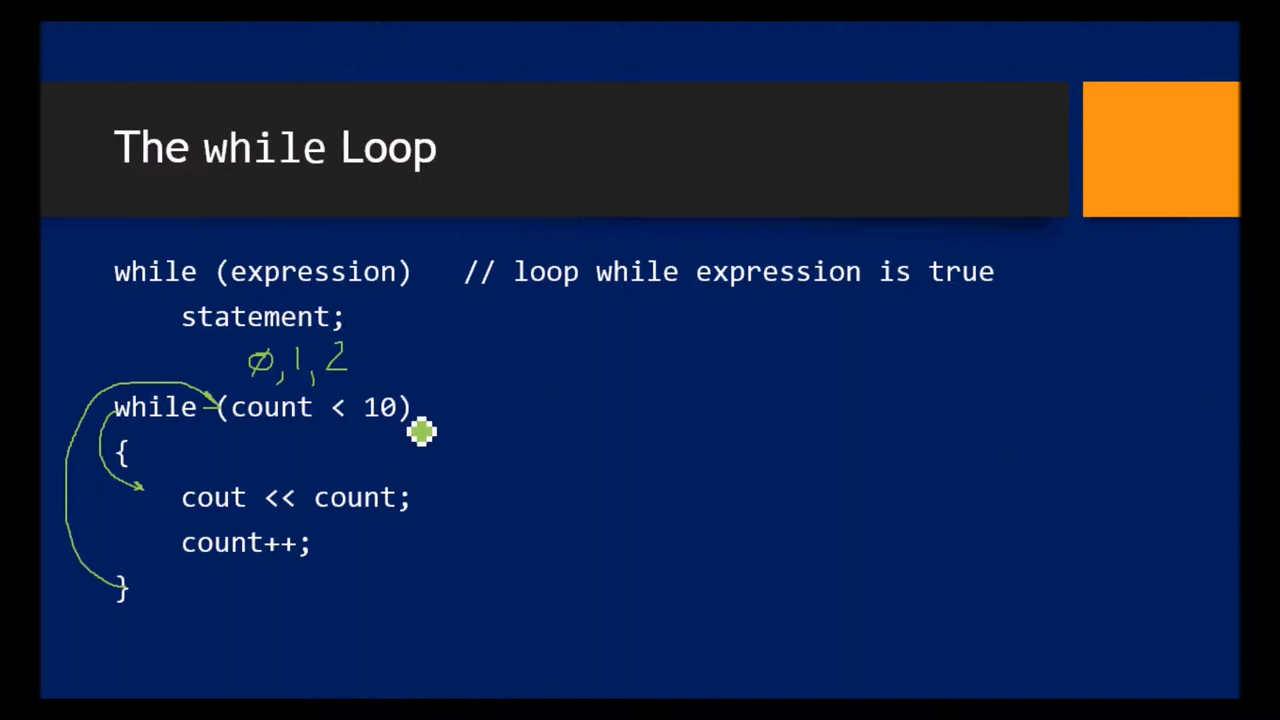 The while Loop
while (expression)   // loop while expression is true
    statement;
0,1,2
while (count < 10)
{
    cout << count;
    count++;
}